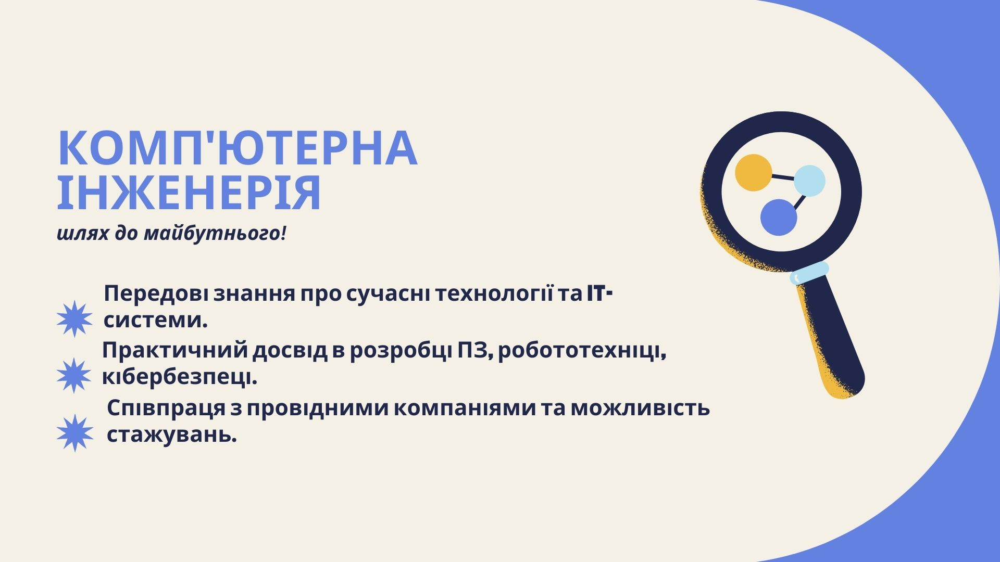 КОМП'ЮТЕРНА
ІНЖЕНЕРІЯ
шлях до майбутнього!
Передові знання про сучасні технології та IT-
системи.
Практичний досвід в розробці ПЗ, робототехніці,
кібербезпеці.
Співпраця з провідними компаніями та можливість
стажувань.